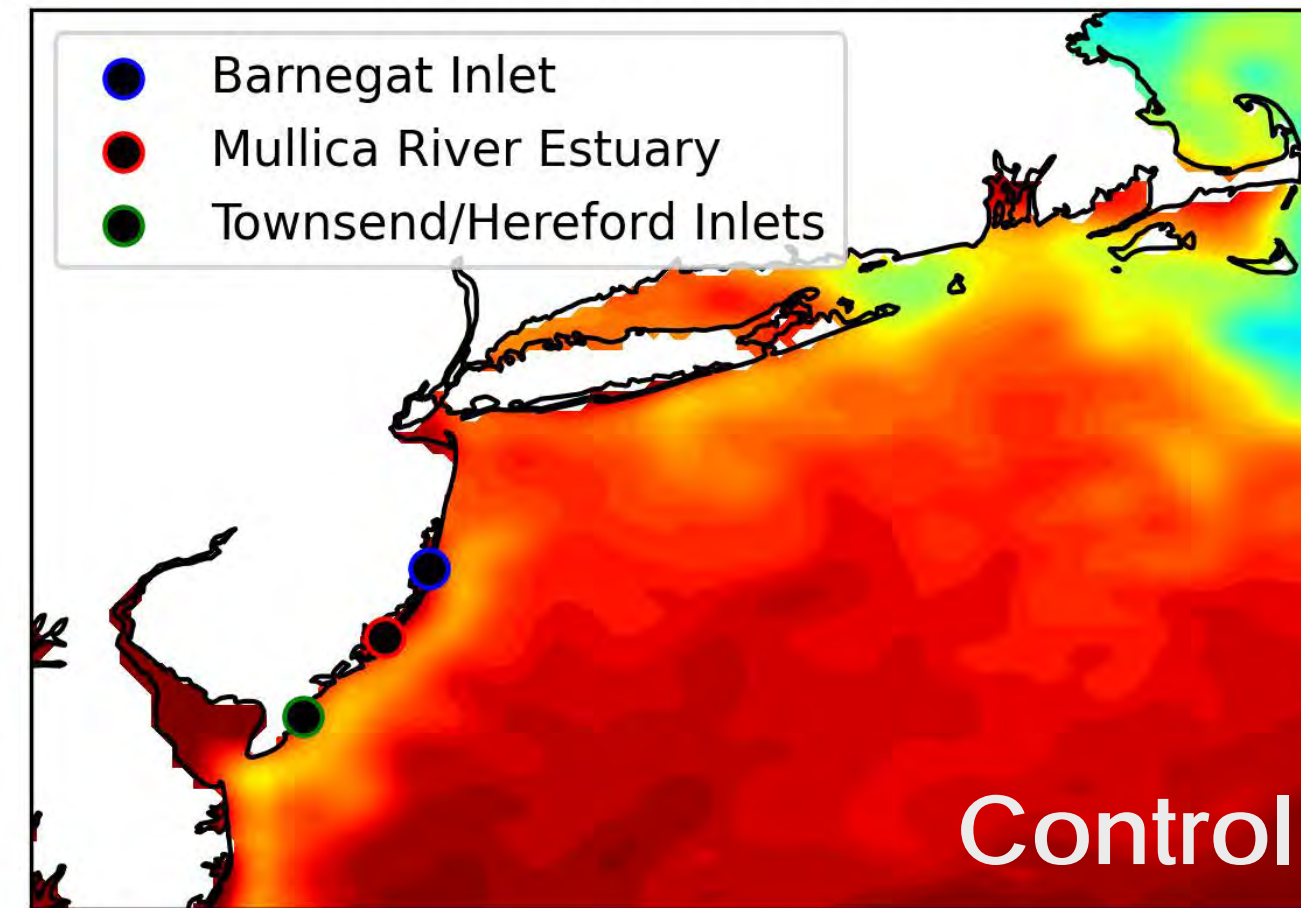 Barnegat Inlet
Mullica River Estuary
Townsend/Hereford Inlets
Control